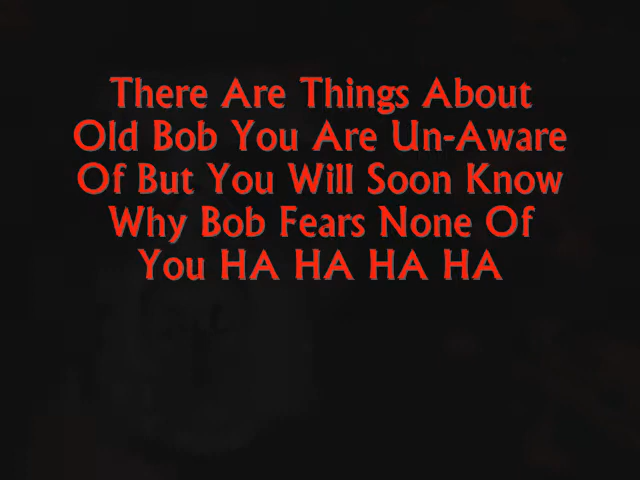 There Are Things About
Old Bob You Are Un-Aware
Of But You Will Soon Know
Why Bob Fears None Of
You HA HA HA HA